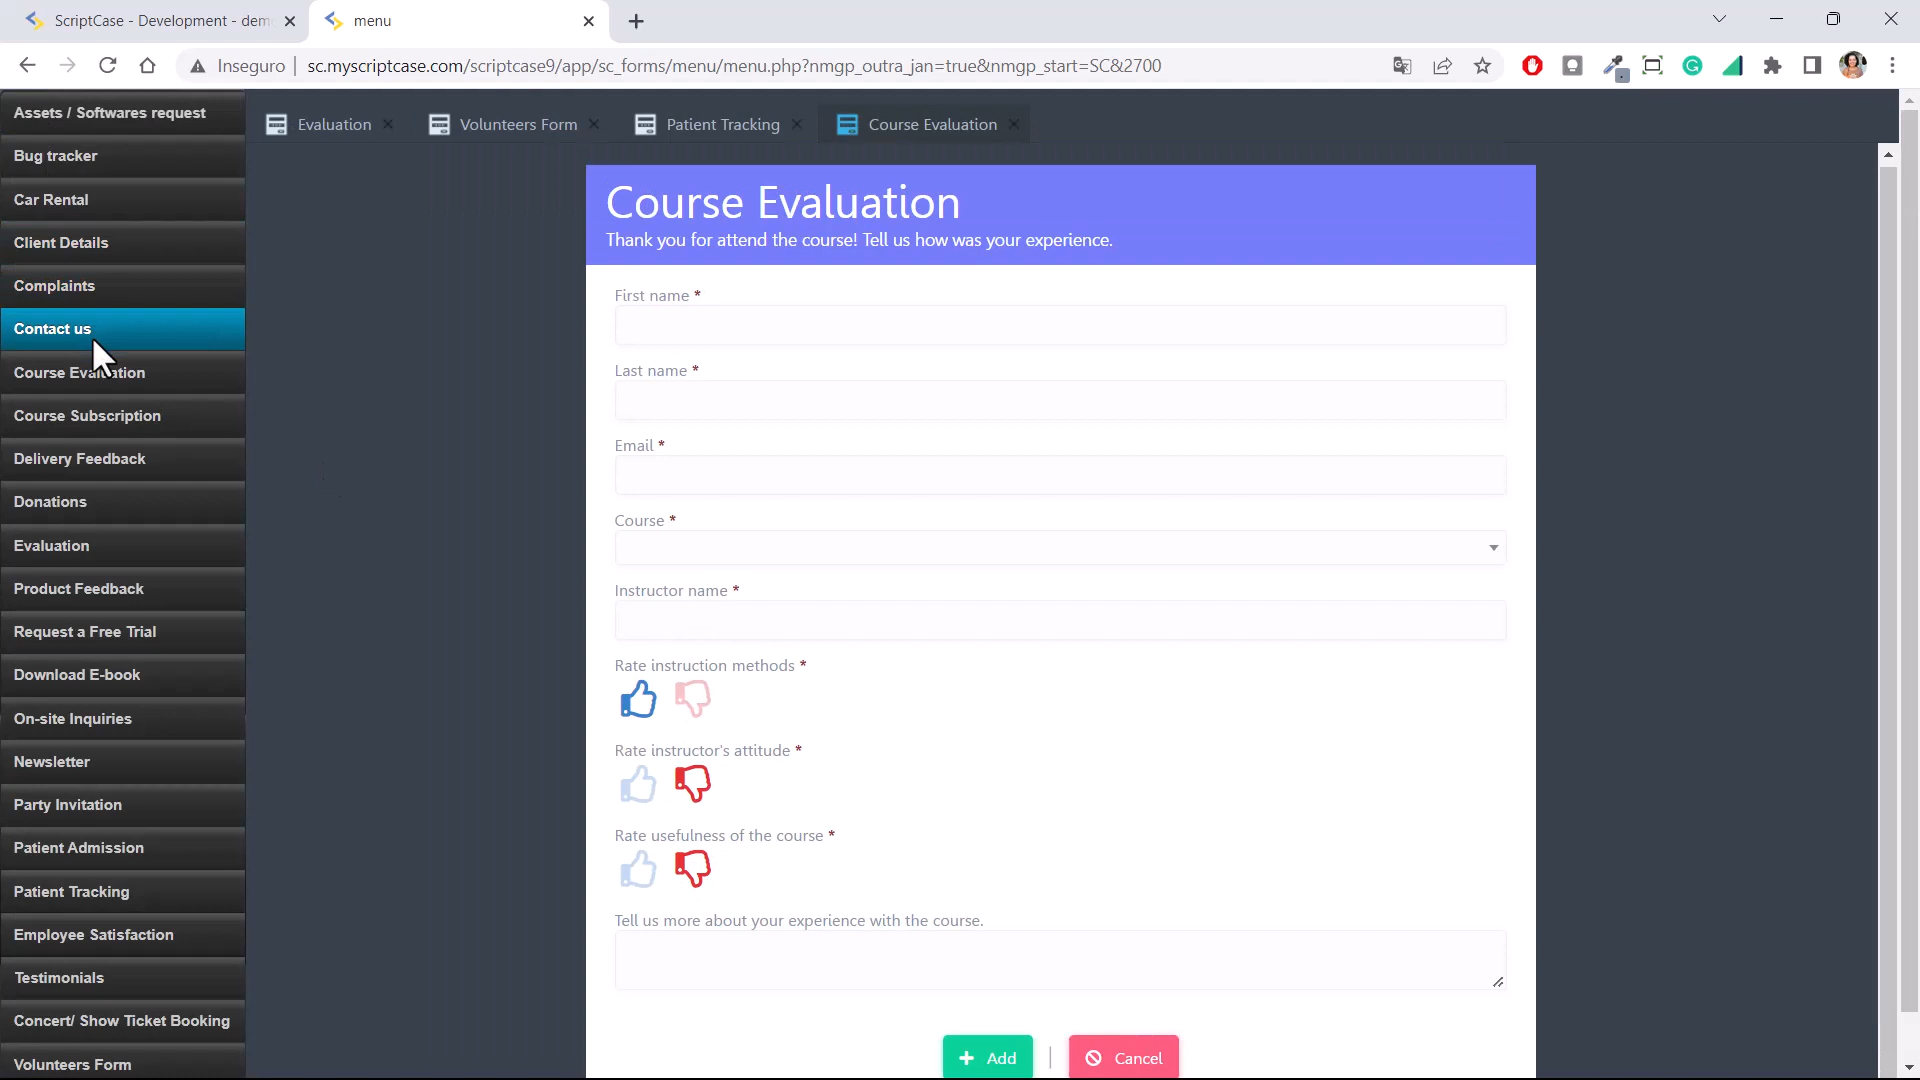 ScriptCase - Development - dem
menu
Inseguro
sc.myscriptcase.com/scriptcase9/app/sc_forms/menu/menu.php?nmgp_outra_jan=true&nmgp_start=SC&2700
Assets / Softwares request
Bug tracker
Car Rental
Client Details
Complaints
Contact us
Course Evaluation
Course Subscription
Delivery Feedback
Donations
Evaluation
Product Feedback
Request a Free Trial
Download E-book
On-site Inquiries
Newsletter
Party Invitation
Patient Admission
Patient Tracking
Employee Satisfaction
Testimonials
Concert/ Show Ticket Booking
Volunteers Form
Evaluation
Volunteers Form
Patient Tracking
Course Evaluation
Course Evaluation
Thank you for attend the course! Tell us how was your experience.
First name *
Last name *
Email *
Course *
Instructor name *
Rate instruction methods *
Rate instructor's attitude *
Rate usefulness of the course *
Tell us more about your experience with the course.
+ Add
Cancel